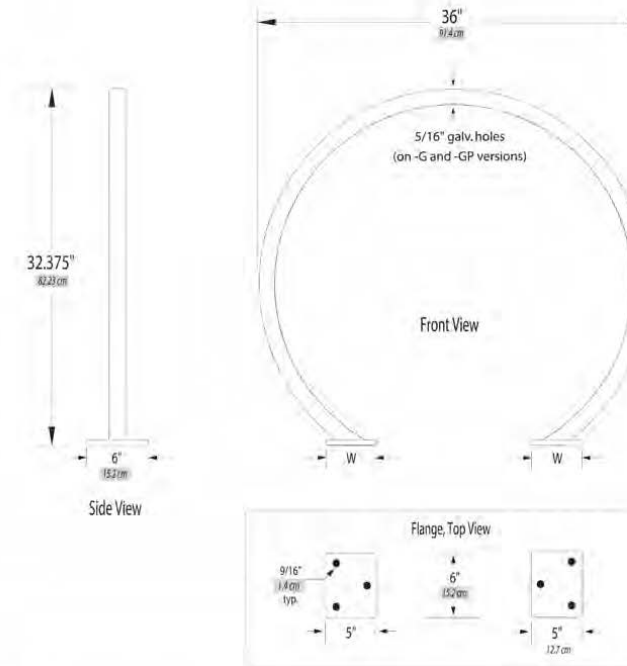 36"
91.4 cm
5/16" galv. holes
(on -G and -GP versions)
32.375"
82.23 cm
Front View
6"
15.2 cm
W
W
Side View
Flange, Top View
9/16"
1.4 cm
typ.
6"
15.2 cm
5"
5"
12.7 cm